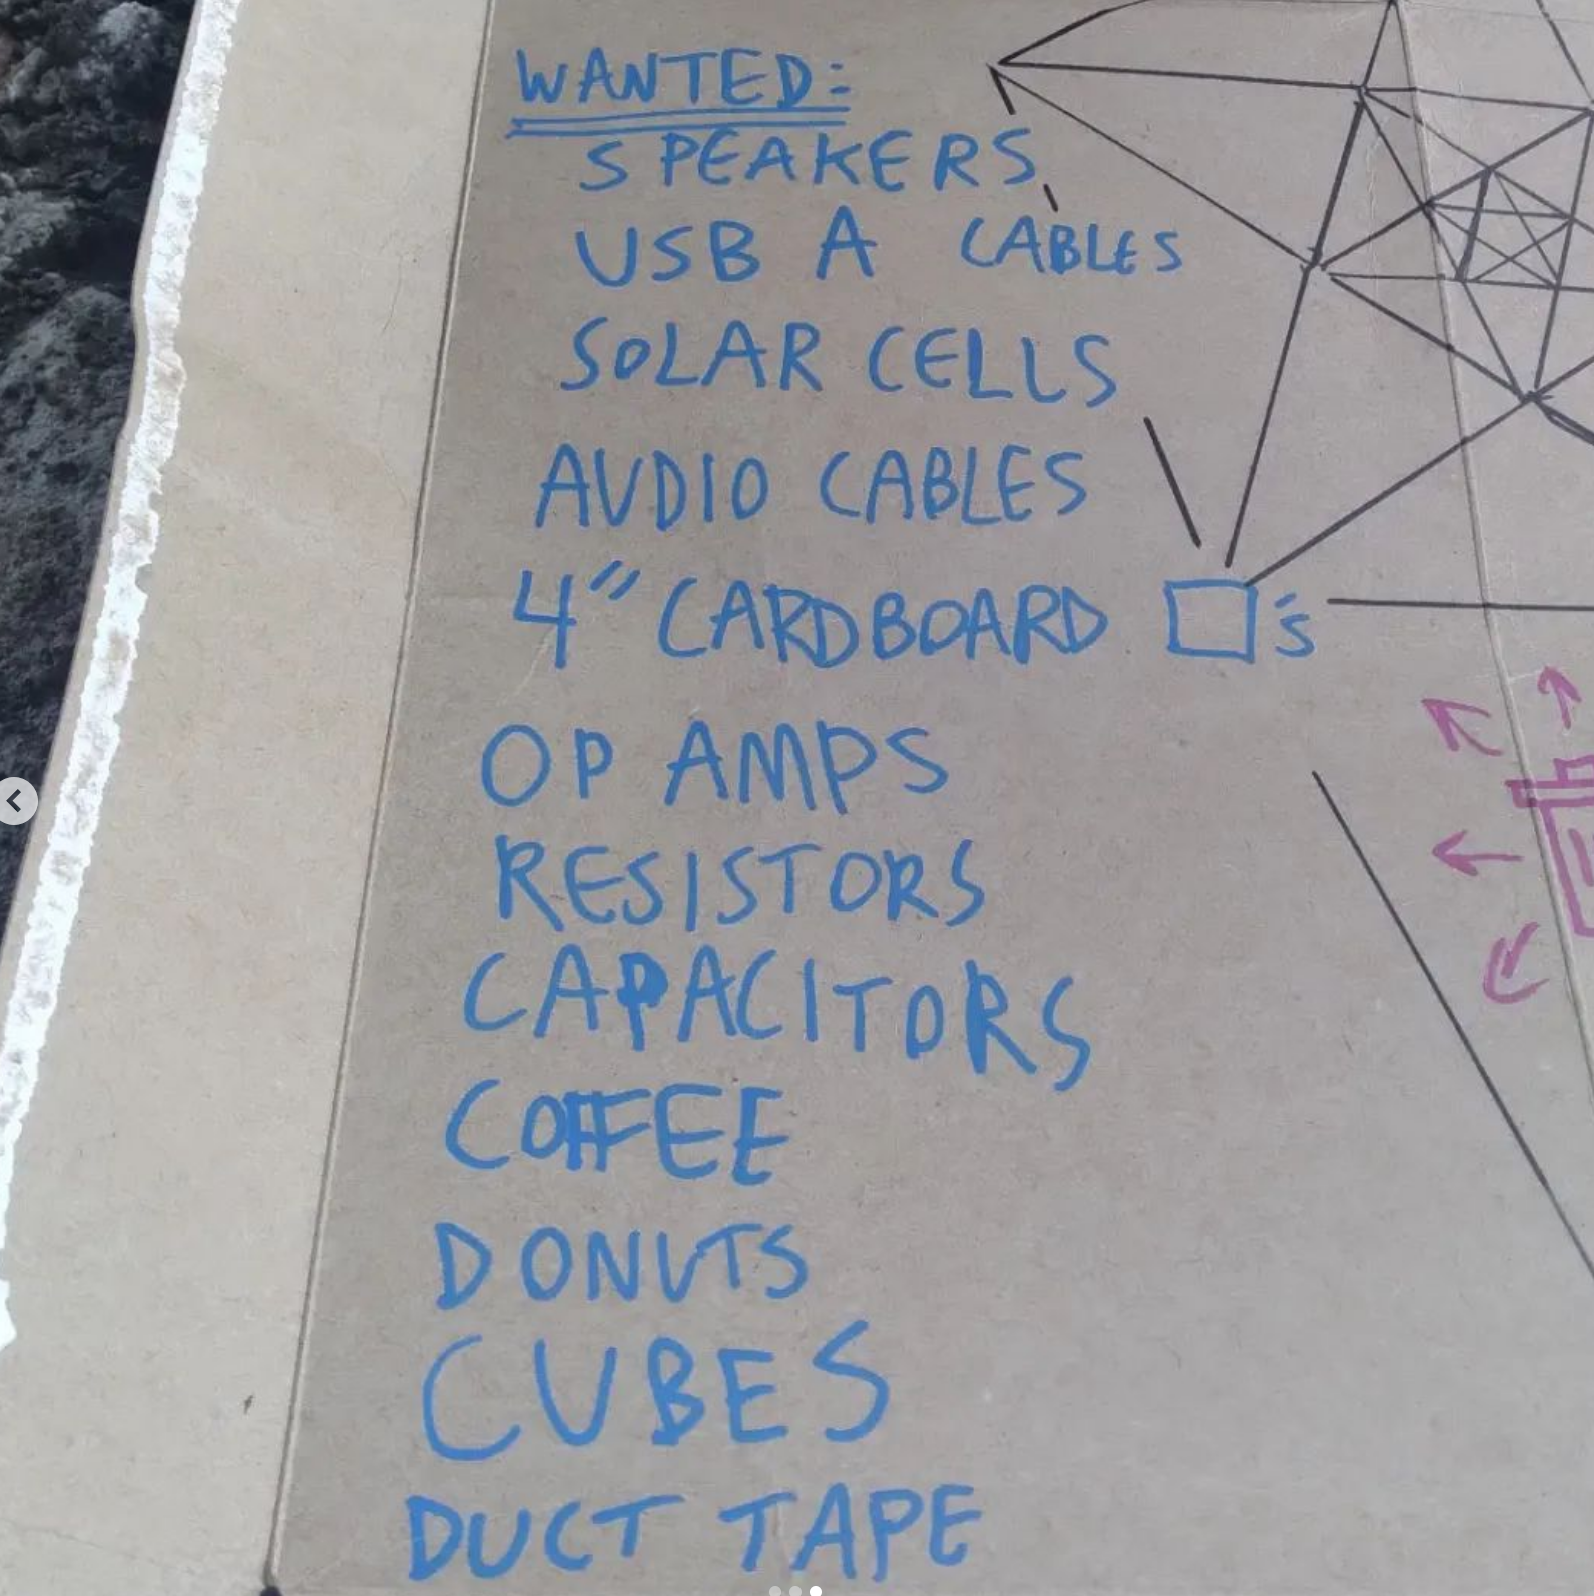 WANTED:
SPEAKERS
USB A CABLES
SOLAR CELLS
AUDIO CABLES
4" CARDBOARD □'s
OP AMPS
RESISTORS
CAPACITORS
COFFEE
DONUTS
CUBES
DUCT TAPE